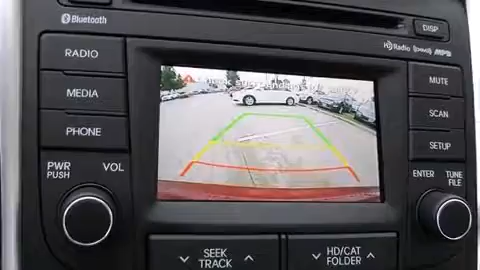 Bluetooth
DISP
HD Radio
MP3
RADIO
MEDIA
PHONE
MUTE
SCAN
SETUP
PWR
PUSH
VOL
ENTER
TUNE
FILE
SEEK
TRACK
HD/CAT
FOLDER